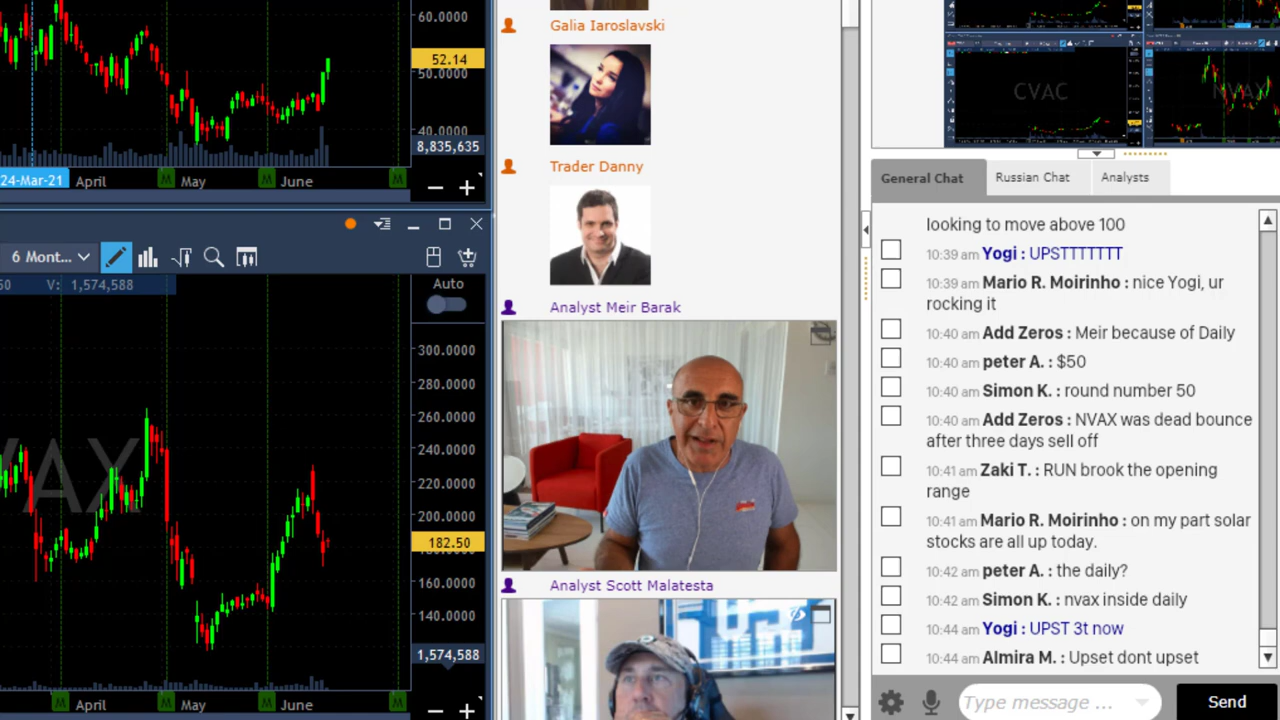 60.0000
52.14
50.0000
40.0000
8,835,635
24-Mar-21
April
M
May
M
June
M
6 Mont...
50 V: 1,574,588
Auto
300.0000
280.0000
260.0000
240.0000
220.0000
200.0000
182.50
160.0000
140.0000
1,574,588
VAX
M
April
M
May
M
June
M
Galia Iaroslavski
Trader Danny
Analyst Meir Barak
Analyst Scott Malatesta
CVAC
NVAX
General Chat
Russian Chat
Analysts
looking to move above 100
10:39 am Yogi : UPSTTTTTTT
10:39 am Mario R. Moirinho : nice Yogi, ur
rocking it
10:40 am Add Zeros : Meir because of Daily
10:40 am peter A. : $50
10:40 am Simon K. : round number 50
10:40 am Add Zeros : NVAX was dead bounce
after three days sell off
10:41 am Zaki T. : RUN brook the opening
range
10:41 am Mario R. Moirinho : on my part solar
stocks are all up today.
10:42 am peter A. : the daily?
10:42 am Simon K. : nvax inside daily
10:44 am Yogi : UPST 3t now
10:44 am Almira M. : Upset dont upset
Type message ...
Send